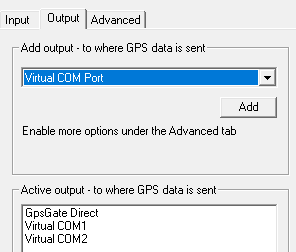 Input Output Advanced
Add output - to where GPS data is sent
Virtual COM Port
Add
Enable more options under the Advanced tab
Active output - to where GPS data is sent
GpsGate Direct
Virtual COM1
Virtual COM2